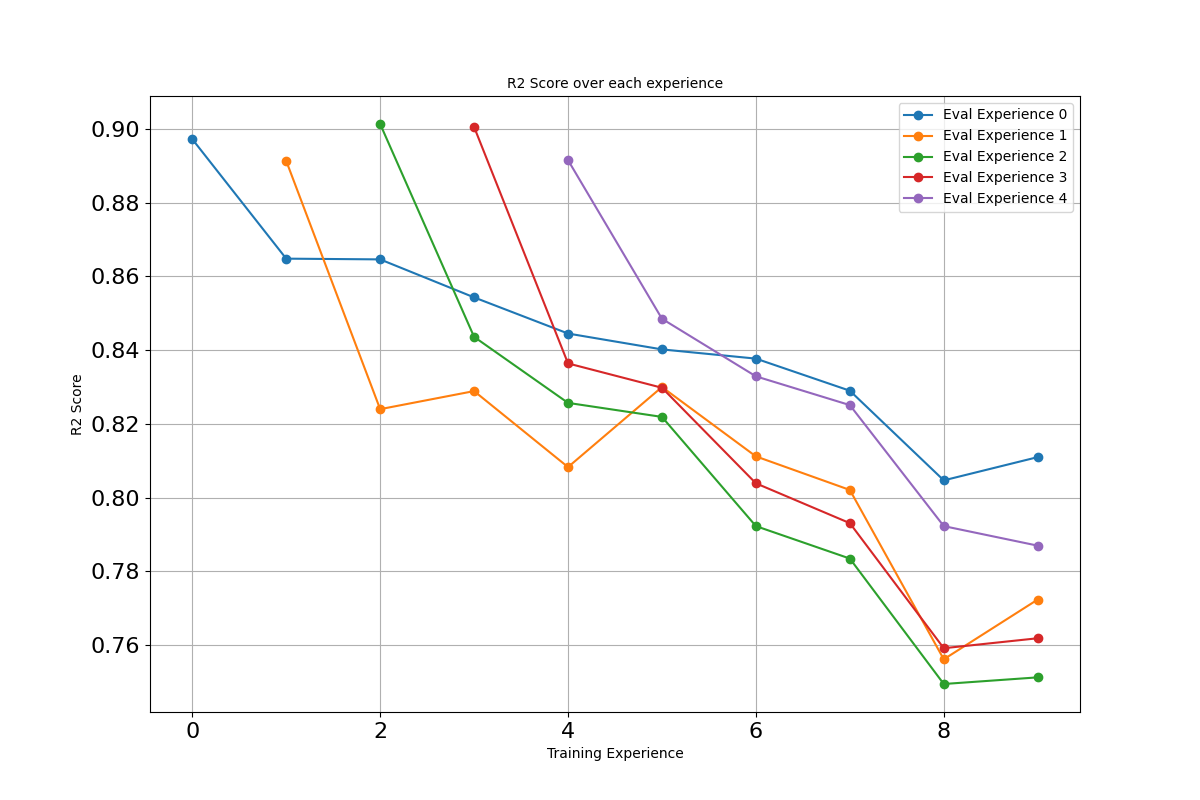 R2 Score over each experience
Eval Experience 0
Eval Experience 1
Eval Experience 2
Eval Experience 3
Eval Experience 4
R2 Score
0.90
0.88
0.86
0.84
0.82
0.80
0.78
0.76
0 2 4 6 8
Training Experience